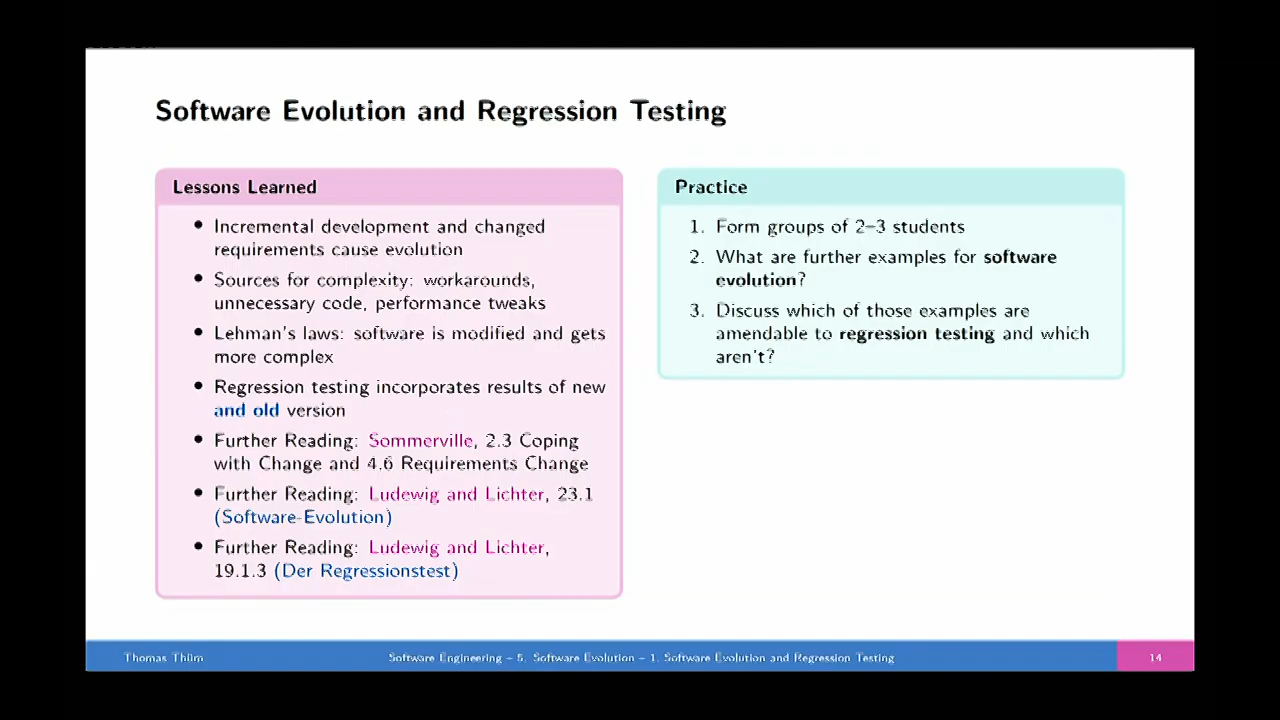 Software Evolution and Regression Testing
Lessons Learned
• Incremental development and changed
requirements cause evolution
• Sources for complexity: workarounds,
unnecessary code, performance tweaks
• Lehman's laws: software is modified and gets
more complex
• Regression testing incorporates results of new
and old version
• Further Reading: Sommerville, 2.3 Coping
with Change and 4.6 Requirements Change
• Further Reading: Ludewig and Lichter, 23.1
(Software-Evolution)
• Further Reading: Ludewig and Lichter,
19.1.3 (Der Regressionstest)
Practice
1. Form groups of 2–3 students
2. What are further examples for software
evolution?
3. Discuss which of those examples are
amendable to regression testing and which
aren't?
Thomas Thüm
Software Engineering – 5. Software Evolution – 1. Software Evolution and Regression Testing
14